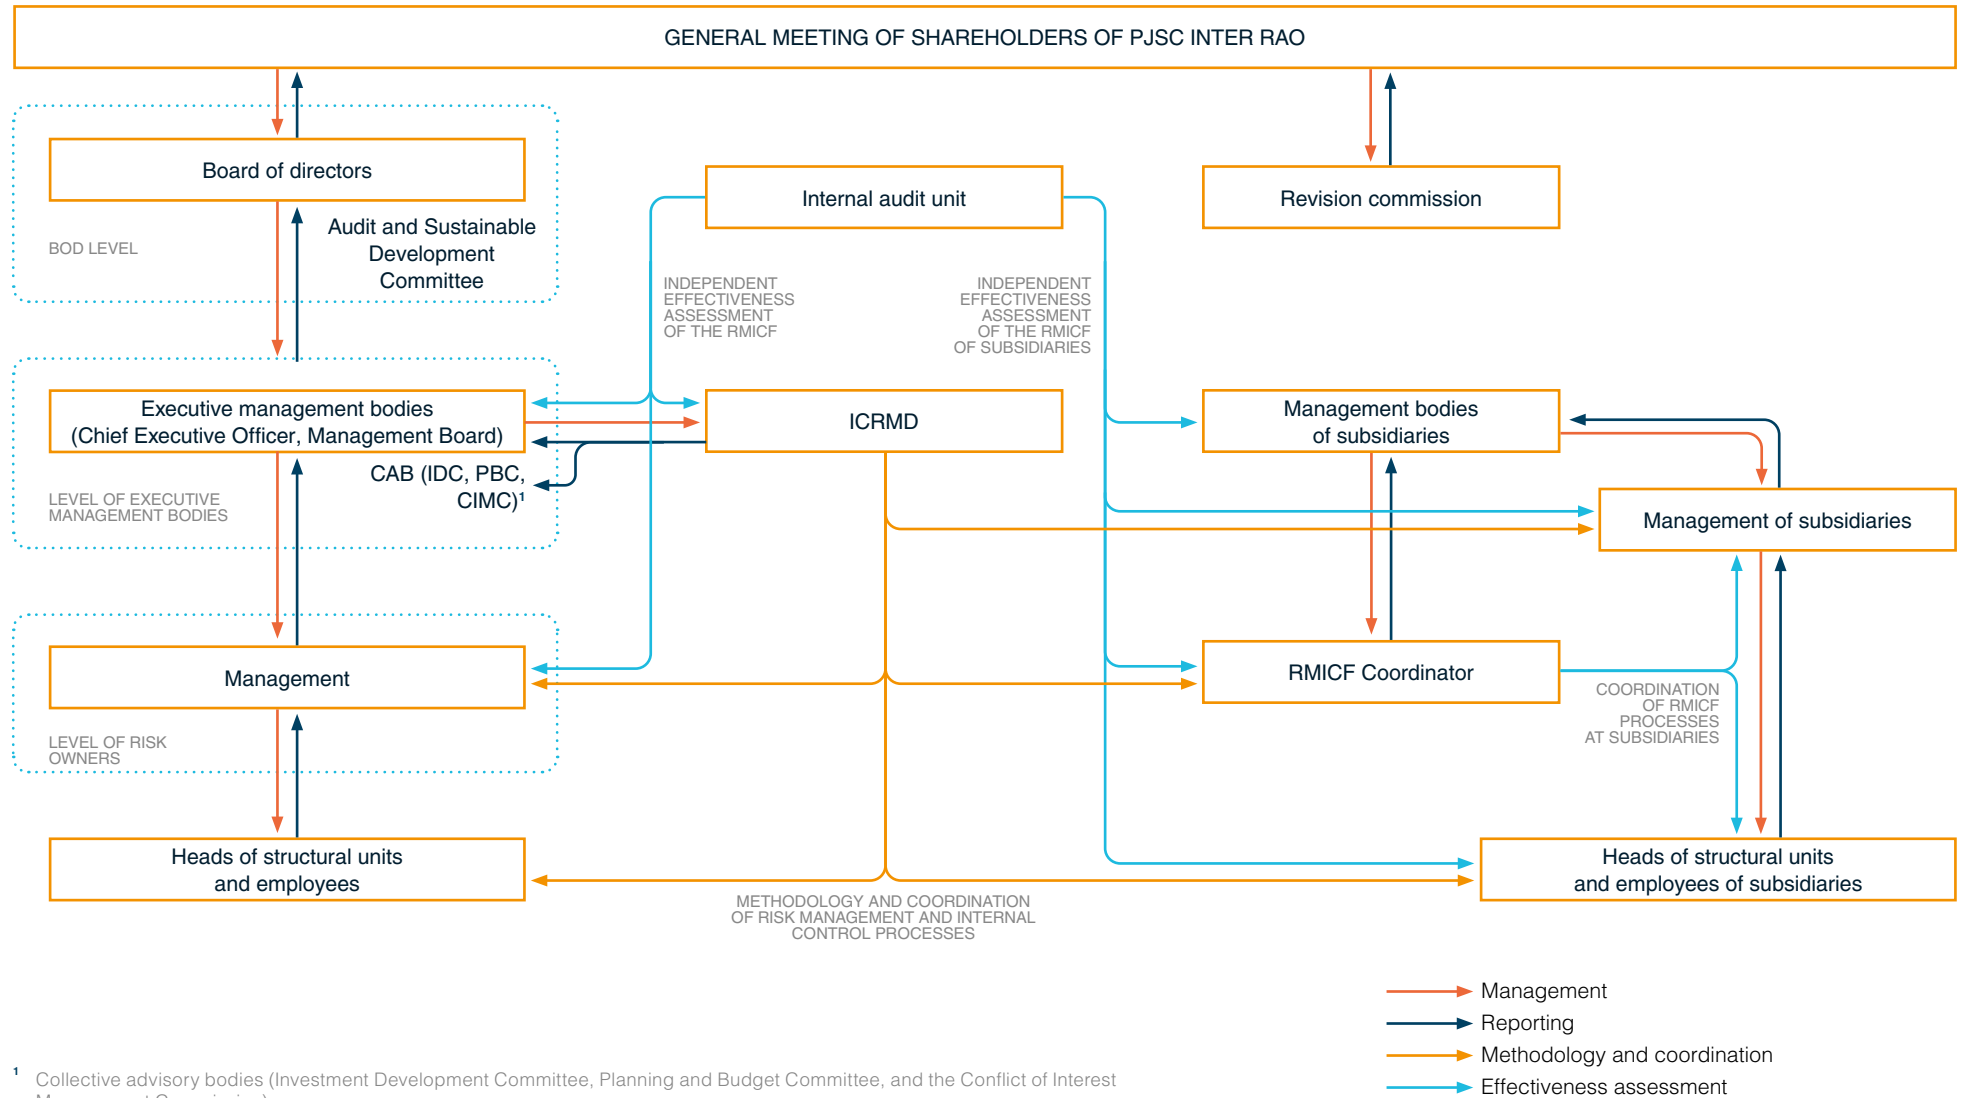 GENERAL MEETING OF SHAREHOLDERS OF PJSC INTER RAO
Board of directors
Audit and Sustainable
Development
Committee
BOD LEVEL
Internal audit unit
Revision commission
INDEPENDENT
EFFECTIVENESS
ASSESSMENT
OF THE RMICF
INDEPENDENT
EFFECTIVENESS
ASSESSMENT
OF THE RMICF
OF SUBSIDIARIES
Executive management bodies
(Chief Executive Officer, Management Board)
CAB (IDC, PBC,
CIMC)¹
LEVEL OF EXECUTIVE
MANAGEMENT BODIES
ICRMD
Management bodies
of subsidiaries
Management of subsidiaries
Management
LEVEL OF RISK
OWNERS
RMICF Coordinator
COORDINATION
OF RMICF
PROCESSES
AT SUBSIDIARIES
Heads of structural units
and employees
METHODOLOGY AND COORDINATION
OF RISK MANAGEMENT AND INTERNAL
CONTROL PROCESSES
Heads of structural units
and employees of subsidiaries
Management
Reporting
Methodology and coordination
Effectiveness assessment
¹ Collective advisory bodies (Investment Development Committee, Planning and Budget Committee, and the Conflict of Interest